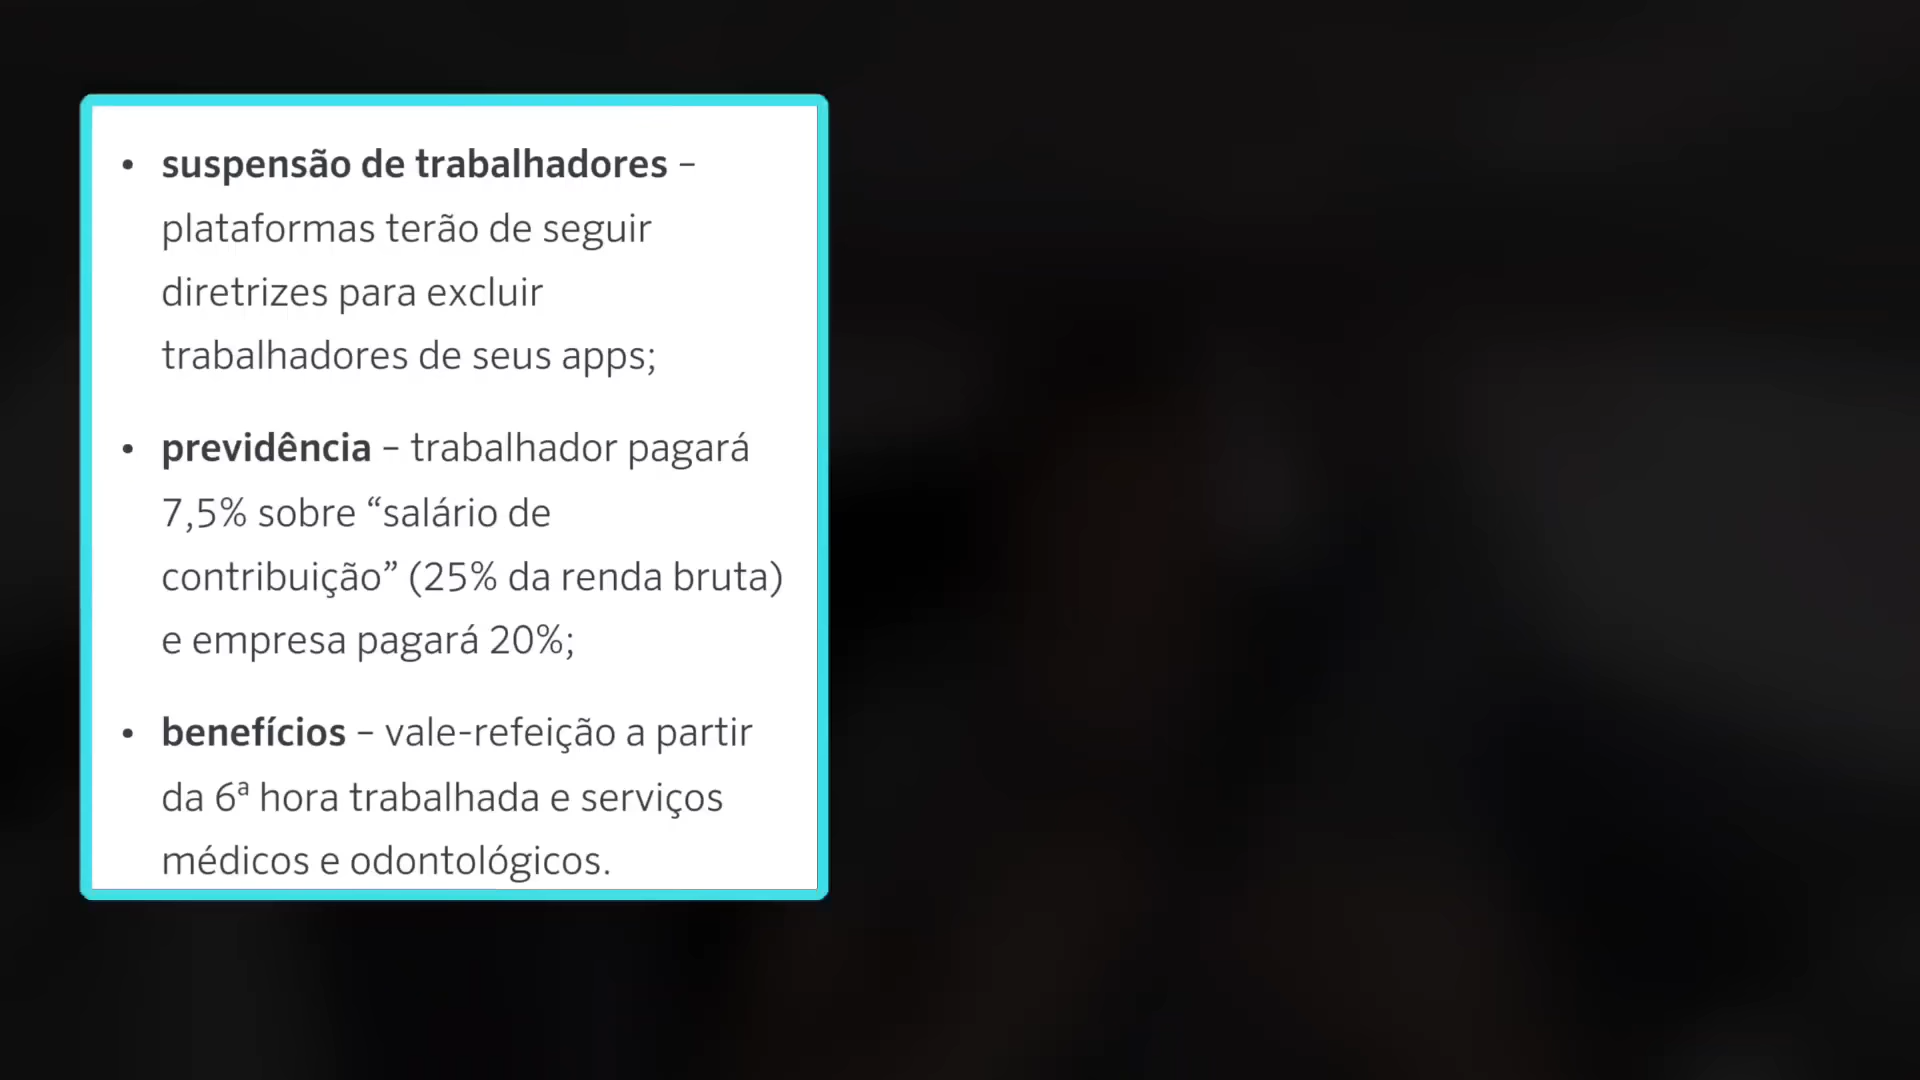 • suspensão de trabalhadores –
plataformas terão de seguir
diretrizes para excluir
trabalhadores de seus apps;
• previdência – trabalhador pagará
7,5% sobre “salário de
contribuição” (25% da renda bruta)
e empresa pagará 20%;
• benefícios – vale-refeição a partir
da 6ª hora trabalhada e serviços
médicos e odontológicos.